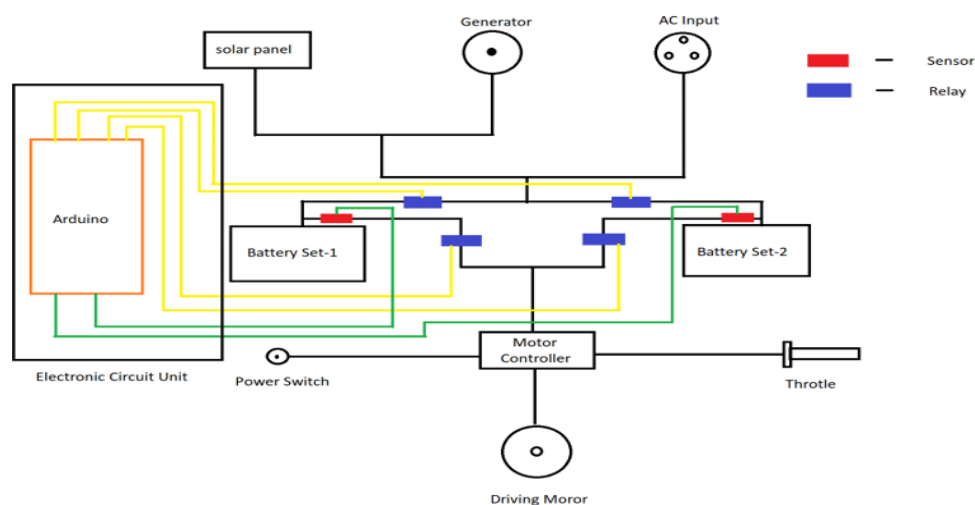 Generator
AC Input
solar panel
Sensor
Relay
Arduino
Battery Set-1
Battery Set-2
Motor
Controller
Electronic Circuit Unit
Power Switch
Throtle
Driving Moror